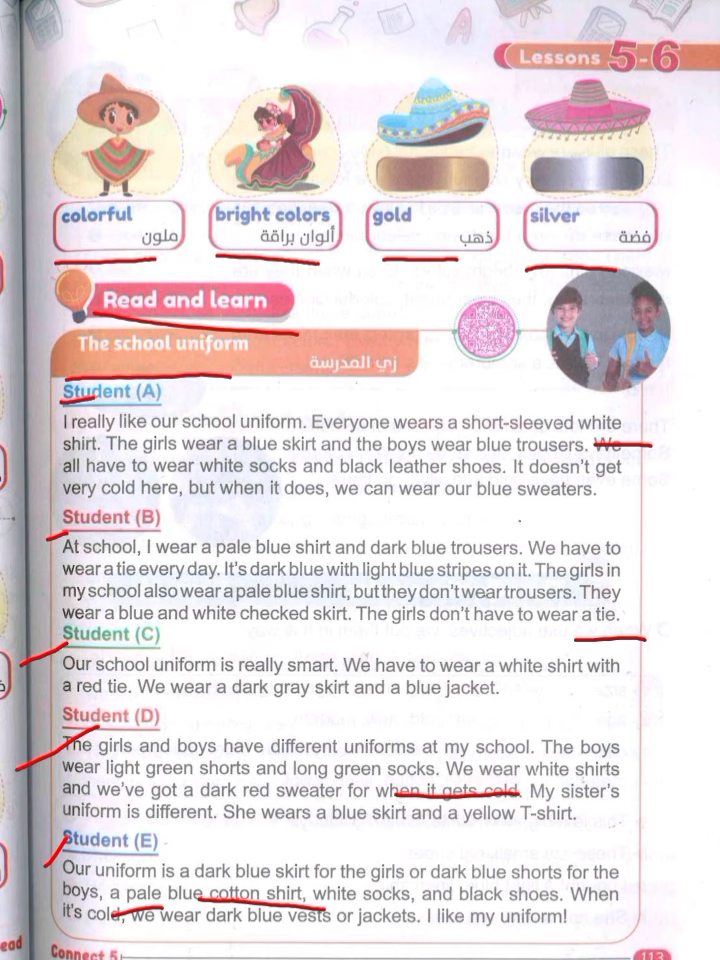 Lessons 5-6
colorful
ملون
bright colors
ألوان براقة
gold
ذهب
silver
فضة
Read and learn
The school uniform
زي المدرسة
Student (A)
I really like our school uniform. Everyone wears a short-sleeved white
shirt. The girls wear a blue skirt and the boys wear blue trousers. We
all have to wear white socks and black leather shoes. It doesn't get
very cold here, but when it does, we can wear our blue sweaters.
Student (B)
At school, I wear a pale blue shirt and dark blue trousers. We have to
wear a tie every day. It's dark blue with light blue stripes on it. The girls in
my school also wear a pale blue shirt, but they don't wear trousers. They
wear a blue and white checked skirt. The girls don't have to wear a tie.
Student (C)
Our school uniform is really smart. We have to wear a white shirt with
a red tie. We wear a dark gray skirt and a blue jacket.
Student (D)
The girls and boys have different uniforms at my school. The boys
wear light green shorts and long green socks. We wear white shirts
and we've got a dark red sweater for when it gets cold. My sister's
uniform is different. She wears a blue skirt and a yellow T-shirt.
Student (E)
Our uniform is a dark blue skirt for the girls or dark blue shorts for the
boys, a pale blue cotton shirt, white socks, and black shoes. When
it's cold, we wear dark blue vests or jackets. I like my uniform!
ead
Connect 5
113